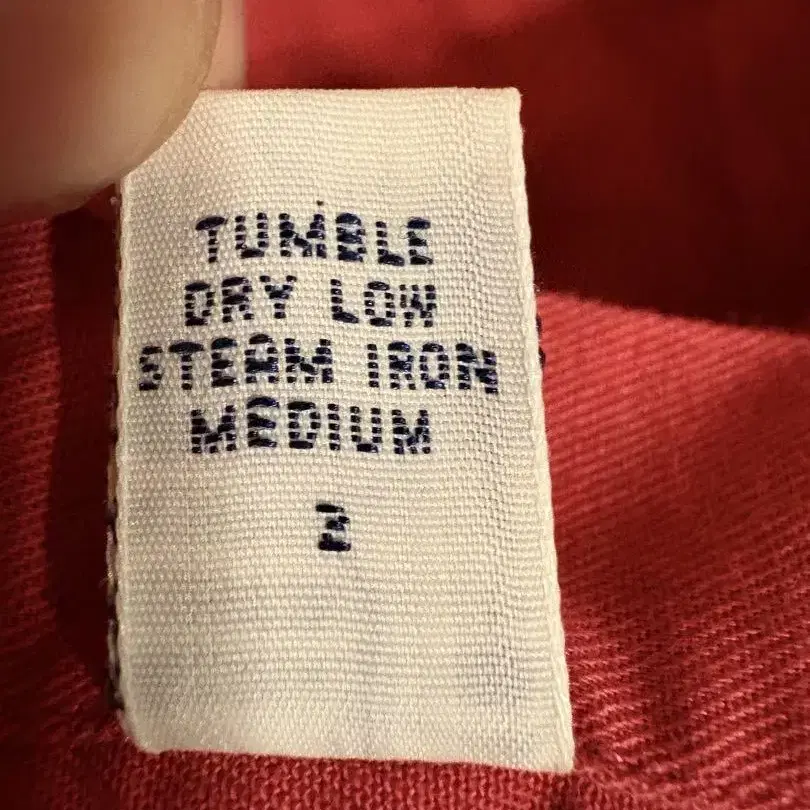 TUMBLE
DRY LOW
STEAM IRON
MEDIUM
2